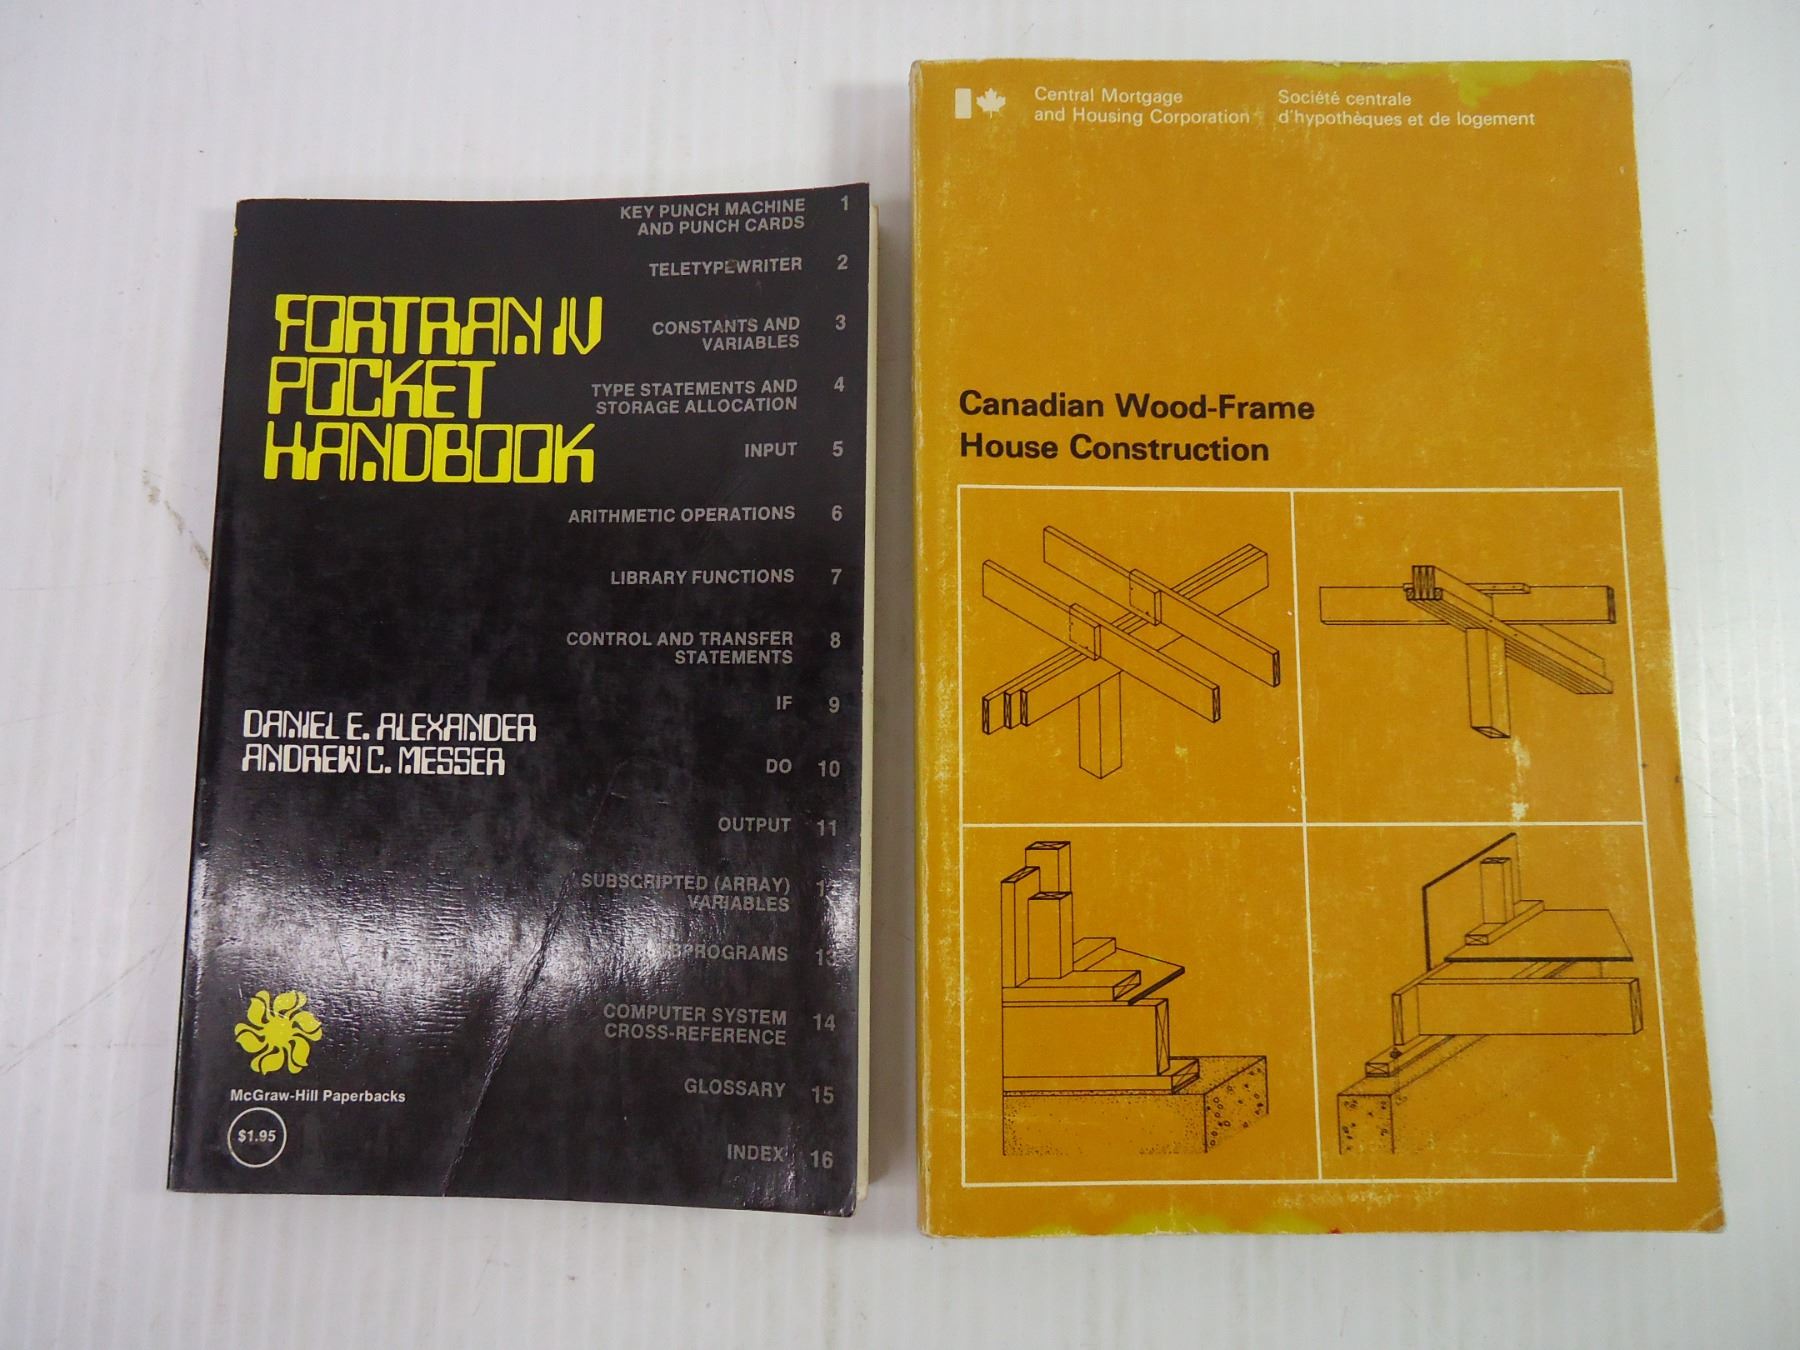 FORTRAN IV
POCKET
HANDBOOK
DANIEL E. ALEXANDER
ANDREW C. MESSER
McGraw-Hill Paperbacks
$1.95
KEY PUNCH MACHINE 1
AND PUNCH CARDS
TELETYPEWRITER 2
CONSTANTS AND 3
VARIABLES
TYPE STATEMENTS AND 4
STORAGE ALLOCATION
INPUT 5
ARITHMETIC OPERATIONS 6
LIBRARY FUNCTIONS 7
CONTROL AND TRANSFER 8
STATEMENTS
IF 9
DO 10
OUTPUT 11
SUBSCRIPTED (ARRAY)
VARIABLES
13
COMPUTER SYSTEM 14
CROSS-REFERENCE
GLOSSARY 15
INDEX 16
Central Mortgage
and Housing Corporation
Société centrale
d'hypothèques et de logement
Canadian Wood-Frame
House Construction